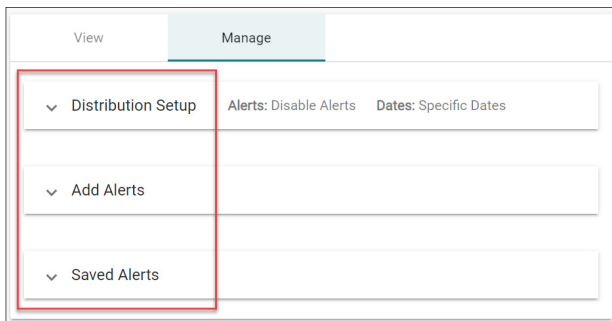 View Manage
Distribution Setup Alerts: Disable Alerts Dates: Specific Dates
Add Alerts
Saved Alerts